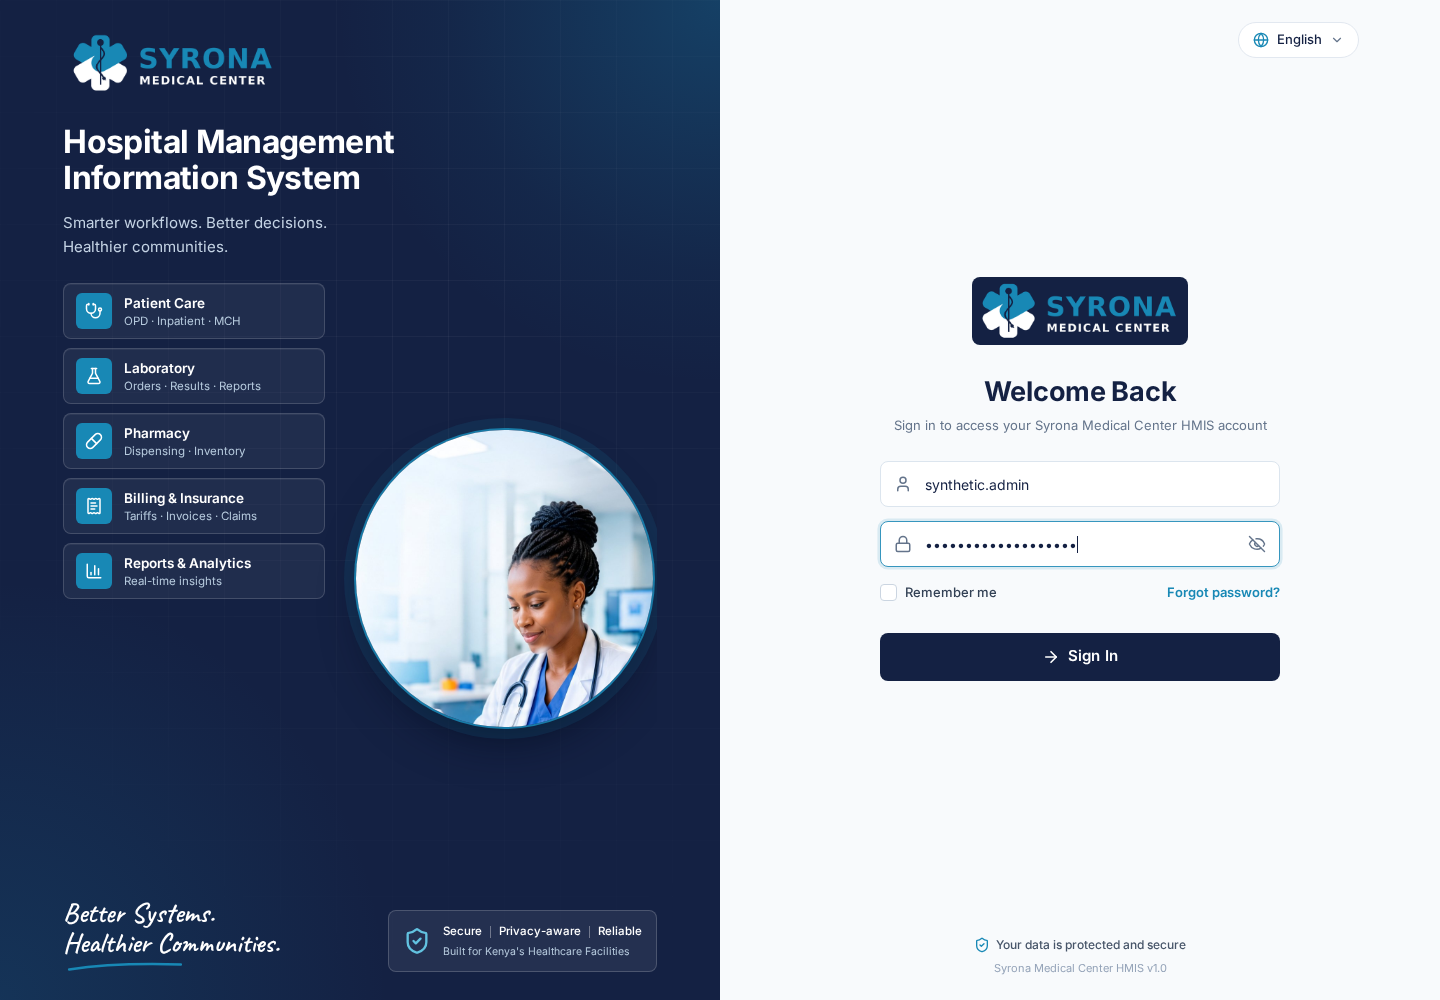 SYRONA
MEDICAL CENTER
Hospital Management
Information System
Smarter workflows. Better decisions.
Healthier communities.
Patient Care
OPD · Inpatient · MCH
Laboratory
Orders · Results · Reports
Pharmacy
Dispensing · Inventory
Billing & Insurance
Tariffs · Invoices · Claims
Reports & Analytics
Real-time insights
Better Systems.
Healthier Communities.
Secure | Privacy-aware | Reliable
Built for Kenya's Healthcare Facilities
English
SYRONA
MEDICAL CENTER
Welcome Back
Sign in to access your Syrona Medical Center HMIS account
synthetic.admin
•••••••••••••••••••
Remember me
Forgot password?
Sign In
Your data is protected and secure
Syrona Medical Center HMIS v1.0